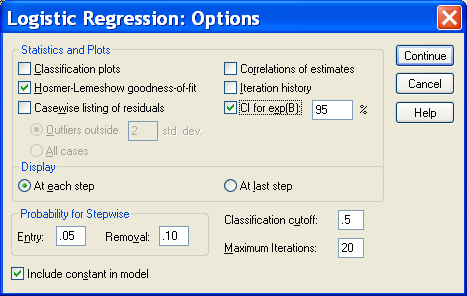 Logistic Regression: Options
Statistics and Plots
Classification plots
Correlations of estimates
Hosmer-Lemeshow goodness-of-fit
Iteration history
Casewise listing of residuals
CI for exp(B): 95 %
Outliers outside 2 std. dev.
All cases
Continue
Cancel
Help
Display
At each step
At last step
Probability for Stepwise
Entry: .05 Removal: .10
Classification cutoff: .5
Maximum Iterations: 20
Include constant in model